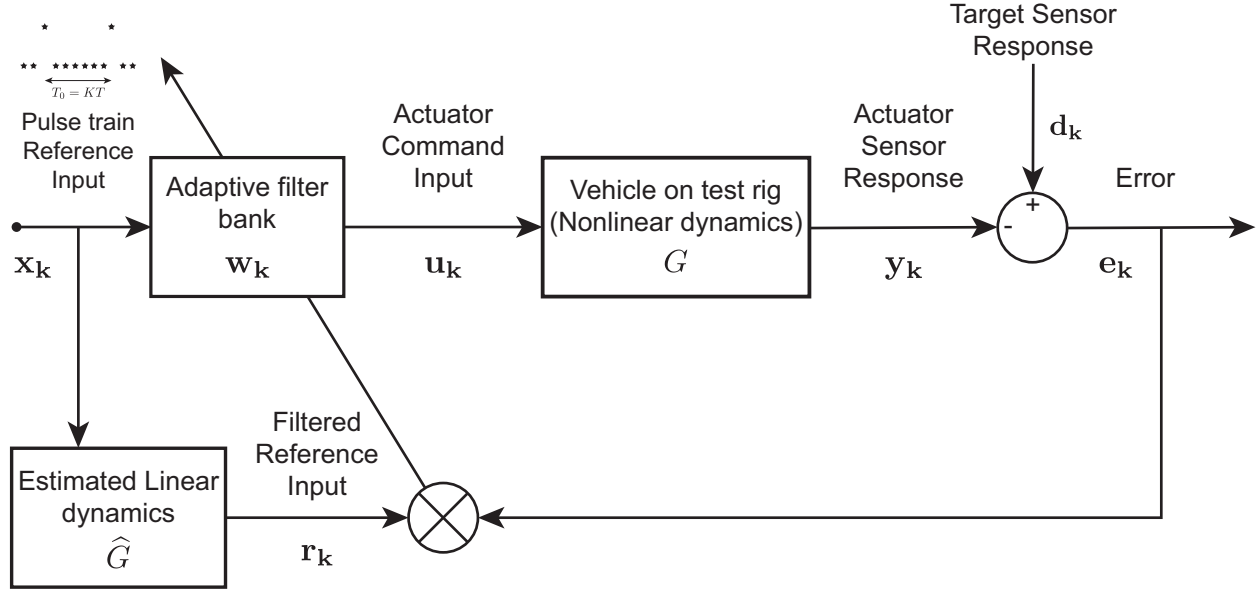 T₀ = KT
Pulse train
Reference
Input
x_k
Adaptive filter
bank
w_k
Actuator
Command
Input
u_k
Vehicle on test rig
(Nonlinear dynamics)
G
Actuator
Sensor
Response
y_k
Target Sensor
Response
d_k
+
-
Error
e_k
Estimated Linear
dynamics
Ĝ
Filtered
Reference
Input
r_k